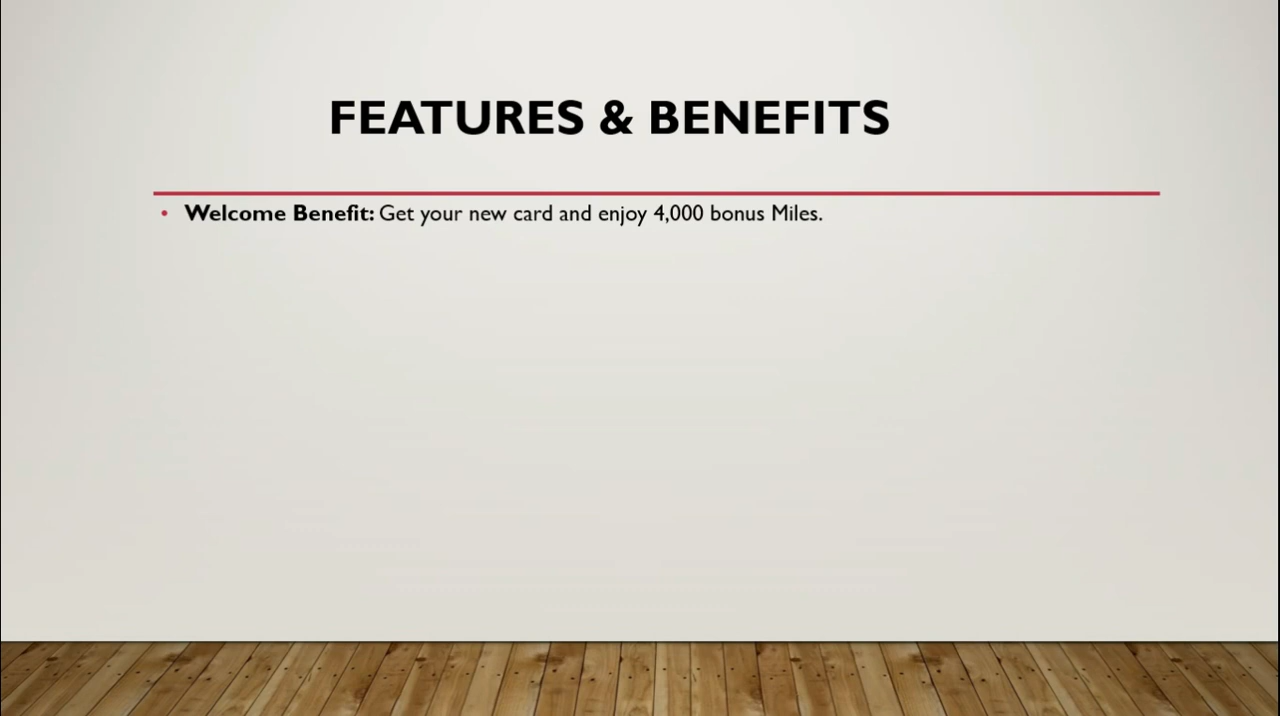 FEATURES & BENEFITS
• Welcome Benefit: Get your new card and enjoy 4,000 bonus Miles.